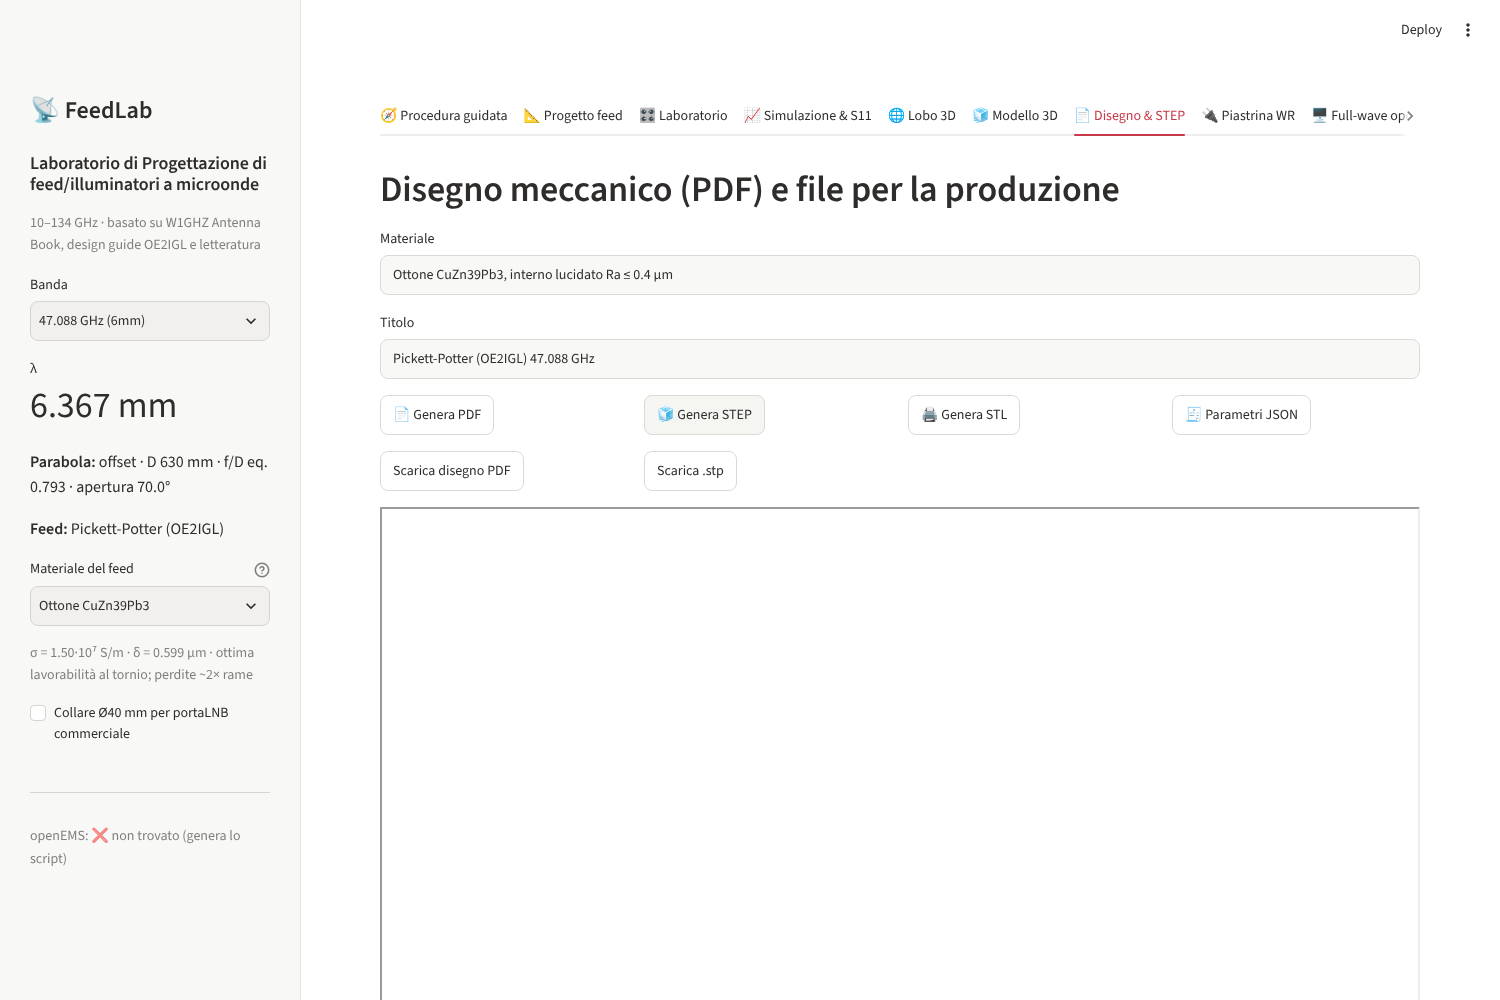 Deploy
📡 FeedLab
Laboratorio di Progettazione di
feed/illuminatori a microonde
10–134 GHz · basato su W1GHZ Antenna
Book, design guide OE2IGL e letteratura
Banda
47.088 GHz (6mm)
λ
6.367 mm
Parabola: offset · D 630 mm · f/D eq.
0.793 · apertura 70.0°
Feed: Pickett-Potter (OE2IGL)
Materiale del feed
Ottone CuZn39Pb3
σ = 1.50·10⁷ S/m · δ = 0.599 µm · ottima
lavorabilità al tornio; perdite ~2× rame
Collare Ø40 mm per portaLNB
commerciale
openEMS: ❌ non trovato (genera lo
script)
🧭 Procedura guidata 📐 Progetto feed 🎛️ Laboratorio 📈 Simulazione & S11 🌐 Lobo 3D 🧊 Modello 3D 📄 Disegno & STEP 🔌 Piastrina WR 🖥️ Full-wave op
Disegno meccanico (PDF) e file per la produzione
Materiale
Ottone CuZn39Pb3, interno lucidato Ra ≤ 0.4 µm
Titolo
Pickett-Potter (OE2IGL) 47.088 GHz
📄 Genera PDF 🧊 Genera STEP 🖨️ Genera STL 🧾 Parametri JSON
Scarica disegno PDF Scarica .stp